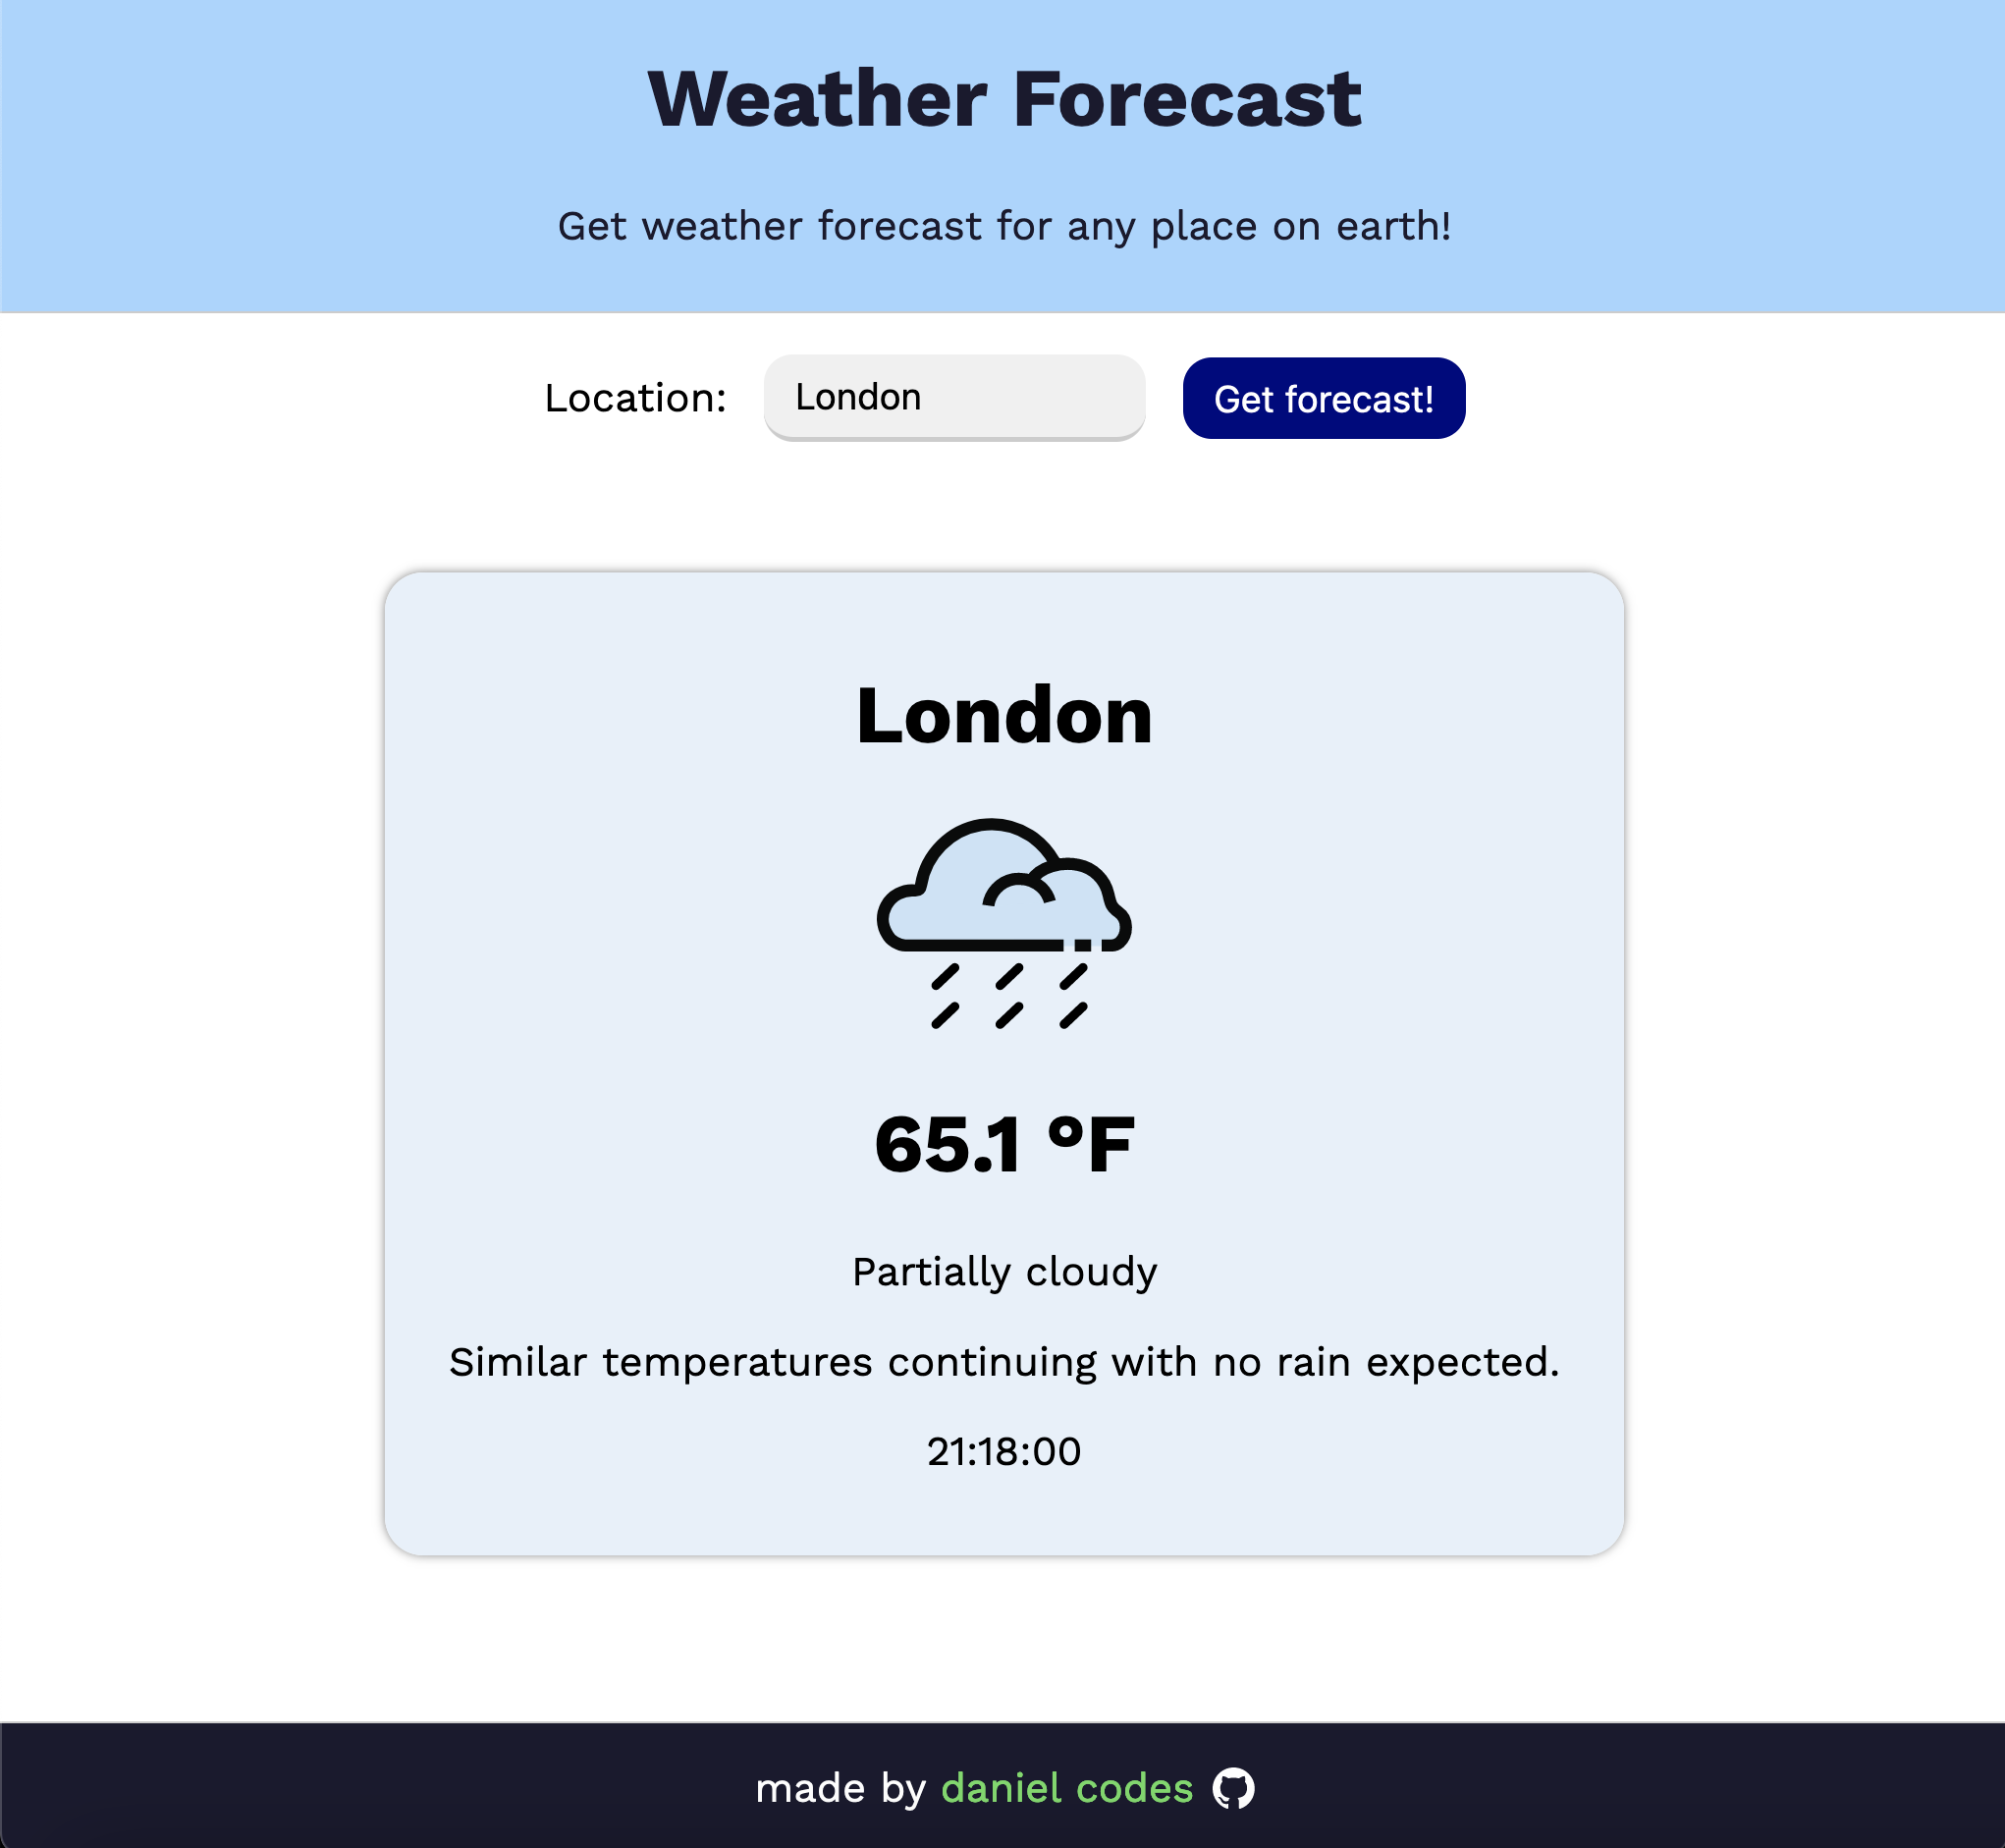 Weather Forecast
Get weather forecast for any place on earth!
Location: London Get forecast!
London
65.1 °F
Partially cloudy
Similar temperatures continuing with no rain expected.
21:18:00
made by daniel codes